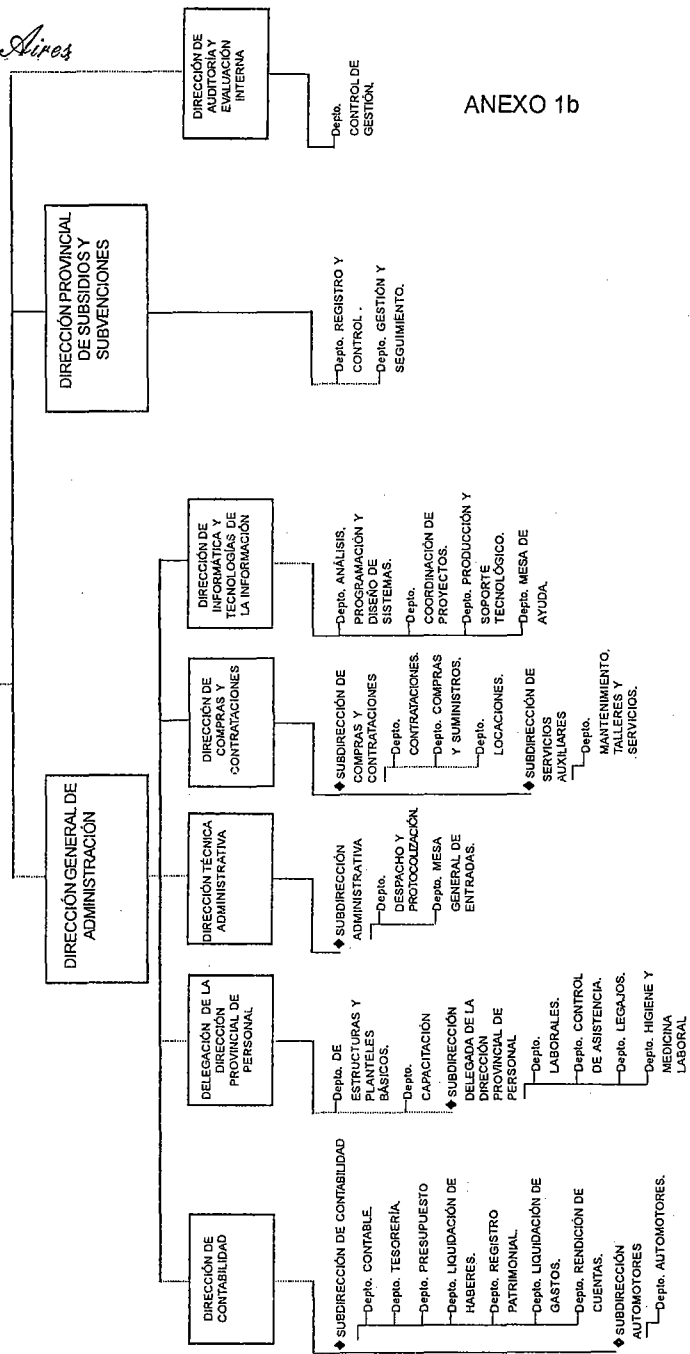 Aires
ANEXO 1b
DIRECCIÓN GENERAL DE
ADMINISTRACIÓN
DIRECCIÓN PROVINCIAL
DE SUBSIDIOS Y
SUBVENCIONES
DIRECCIÓN DE
AUDITORÍA Y
EVALUACIÓN
INTERNA
DIRECCIÓN DE
CONTABILIDAD
DELEGACIÓN DE LA
DIRECCIÓN
PROVINCIAL DE
PERSONAL
DIRECCIÓN TÉCNICA
ADMINISTRATIVA
DIRECCIÓN DE
COMPRAS Y
CONTRATACIONES
DIRECCIÓN DE
INFORMÁTICA Y
TECNOLOGÍAS DE
LA INFORMACIÓN
SUBDIRECCIÓN DE CONTABILIDAD
Depto. CONTABLE.
Depto. TESORERÍA.
Depto. PRESUPUESTO
Depto. LIQUIDACIÓN DE
HABERES.
Depto. REGISTRO
PATRIMONIAL.
Depto. LIQUIDACIÓN DE
GASTOS.
Depto. RENDICIÓN DE
CUENTAS.
SUBDIRECCIÓN
AUTOMOTORES
Depto. AUTOMOTORES.
Depto. DE
ESTRUCTURAS Y
PLANTELES
BÁSICOS.
Depto.
CAPACITACIÓN
SUBDIRECCIÓN
DELEGADA DE LA
DIRECCIÓN
PROVINCIAL DE
PERSONAL
Depto.
LABORALES.
Depto. CONTROL
DE ASISTENCIA.
Depto. LEGAJOS.
Depto. HIGIENE Y
MEDICINA
LABORAL
SUBDIRECCIÓN
ADMINISTRATIVA
Depto.
DESPACHO Y
PROTOCOLIZACIÓN.
Depto. MESA
GENERAL DE
ENTRADAS.
SUBDIRECCIÓN DE
COMPRAS Y
CONTRATACIONES
Depto.
CONTRATACIONES.
Depto. COMPRAS
Y SUMINISTROS.
Depto.
LOCACIONES.
SUBDIRECCIÓN DE
SERVICIOS
AUXILIARES
Depto.
MANTENIMIENTO,
TALLERES Y
SERVICIOS.
Depto. ANÁLISIS,
PROGRAMACIÓN Y
DISEÑO DE
SISTEMAS.
Depto.
COORDINACIÓN DE
PROYECTOS.
Depto. PRODUCCIÓN Y
SOPORTE
TECNOLÓGICO.
Depto. MESA DE
AYUDA.
Depto. REGISTRO Y
CONTROL.
Depto. GESTIÓN Y
SEGUIMIENTO.
Depto.
CONTROL DE
GESTIÓN.